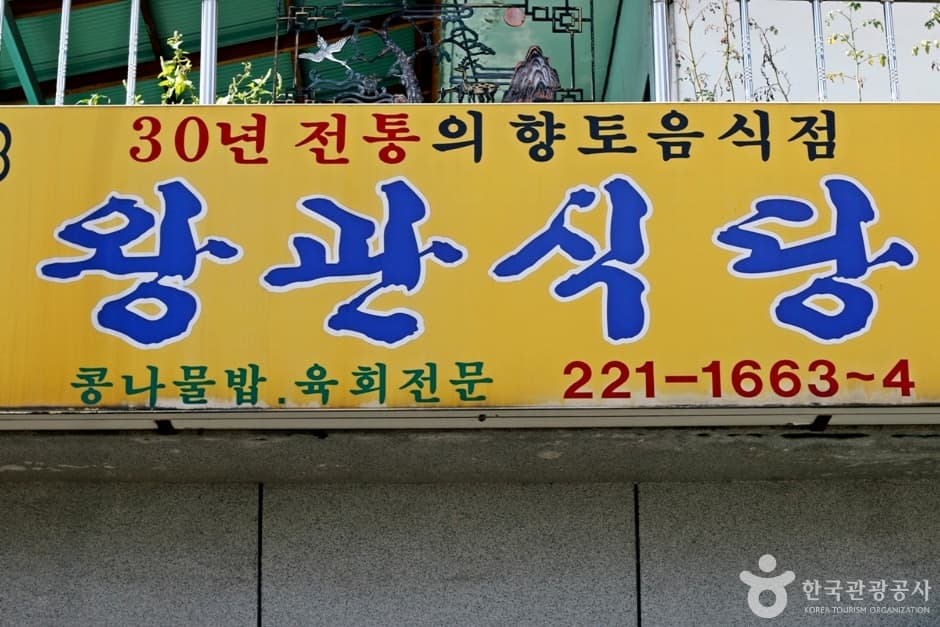 30년 전통의 향토음식점
왕관식당
콩나물밥.육회전문 221-1663~4
한국관광공사
KOREA TOURISM ORGANIZATION